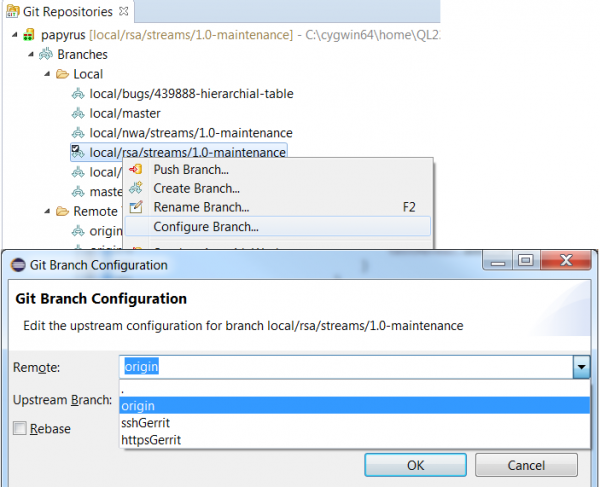 Git Repositories
papyrus [local/rsa/streams/1.0-maintenance] - C:\cygwin64\home\QL2
Branches
Local
local/bugs/439888-hierarchial-table
local/master
local/nwa/streams/1.0-maintenance
local/rsa/streams/1.0-maintenance
local/
maste
Push Branch...
Create Branch...
Rename Branch... F2
Configure Branch...
Remote
origin
Git Branch Configuration
Git Branch Configuration
Edit the upstream configuration for branch local/rsa/streams/1.0-maintenance
Remote: origin
.
origin
sshGerrit
httpsGerrit
Upstream Branch:
Rebase
OK Cancel